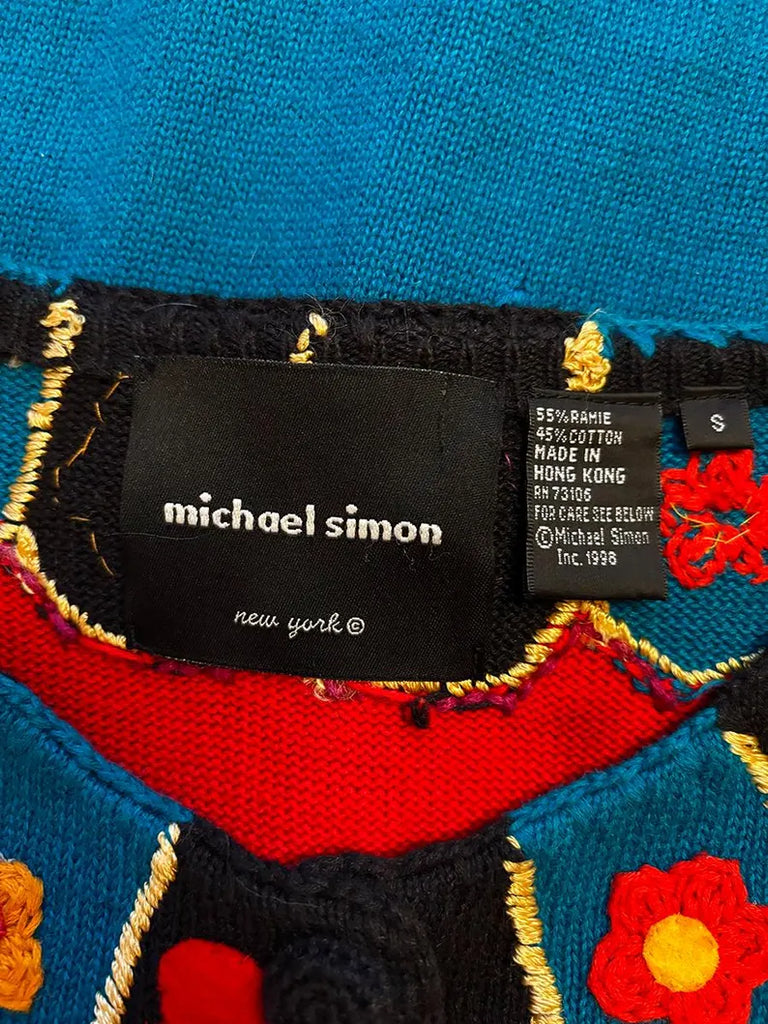 michael simon
new york ©
55% RAMIE
45% COTTON
MADE IN
HONG KONG
RN 73106
FOR CARE SEE BELOW
© Michael Simon
Inc. 1998
S